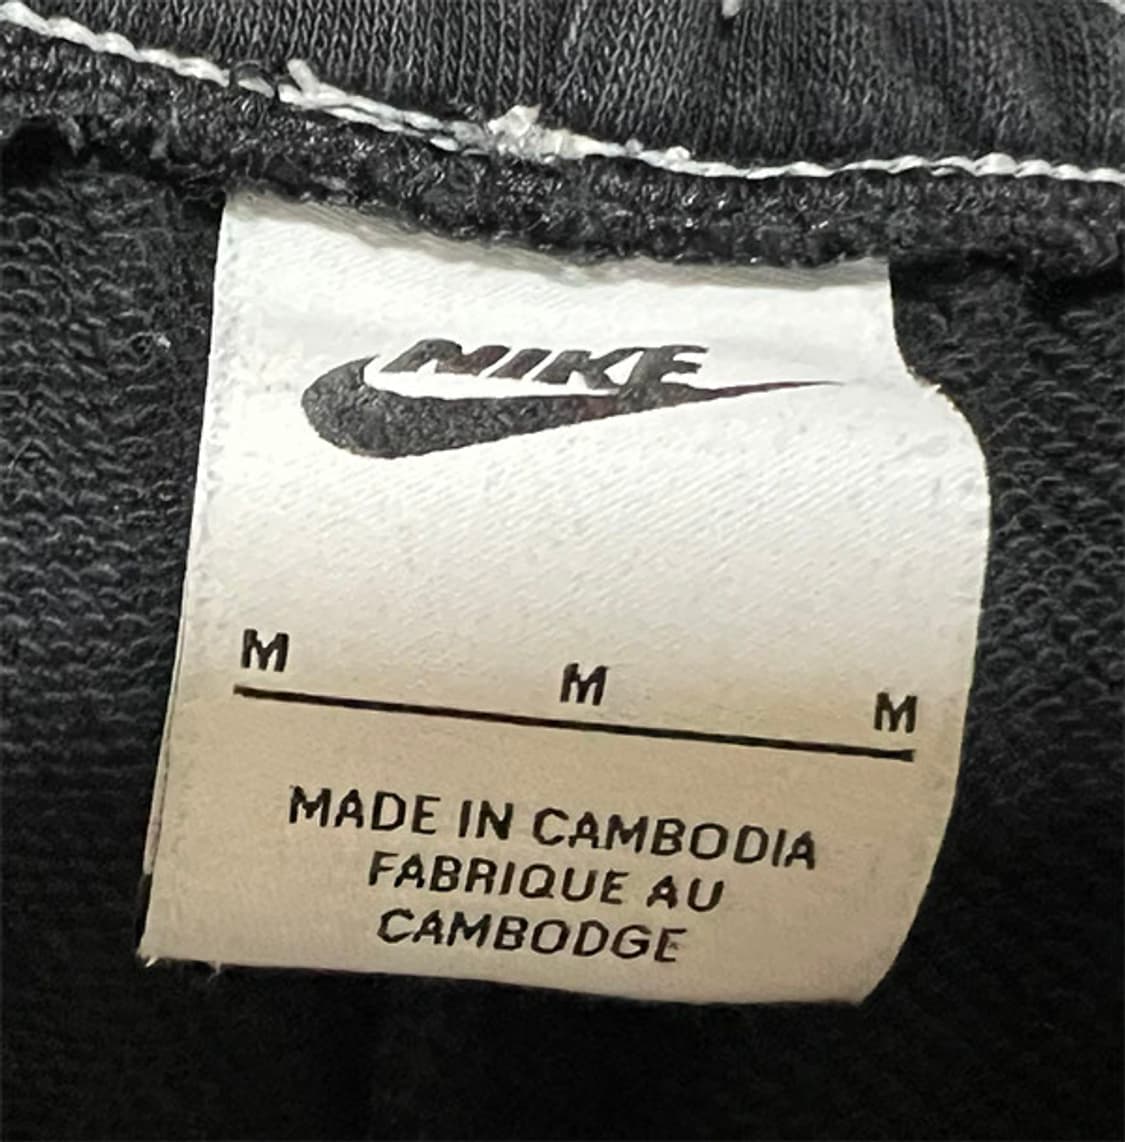 NIKE
M M M
MADE IN CAMBODIA
FABRIQUE AU
CAMBODGE